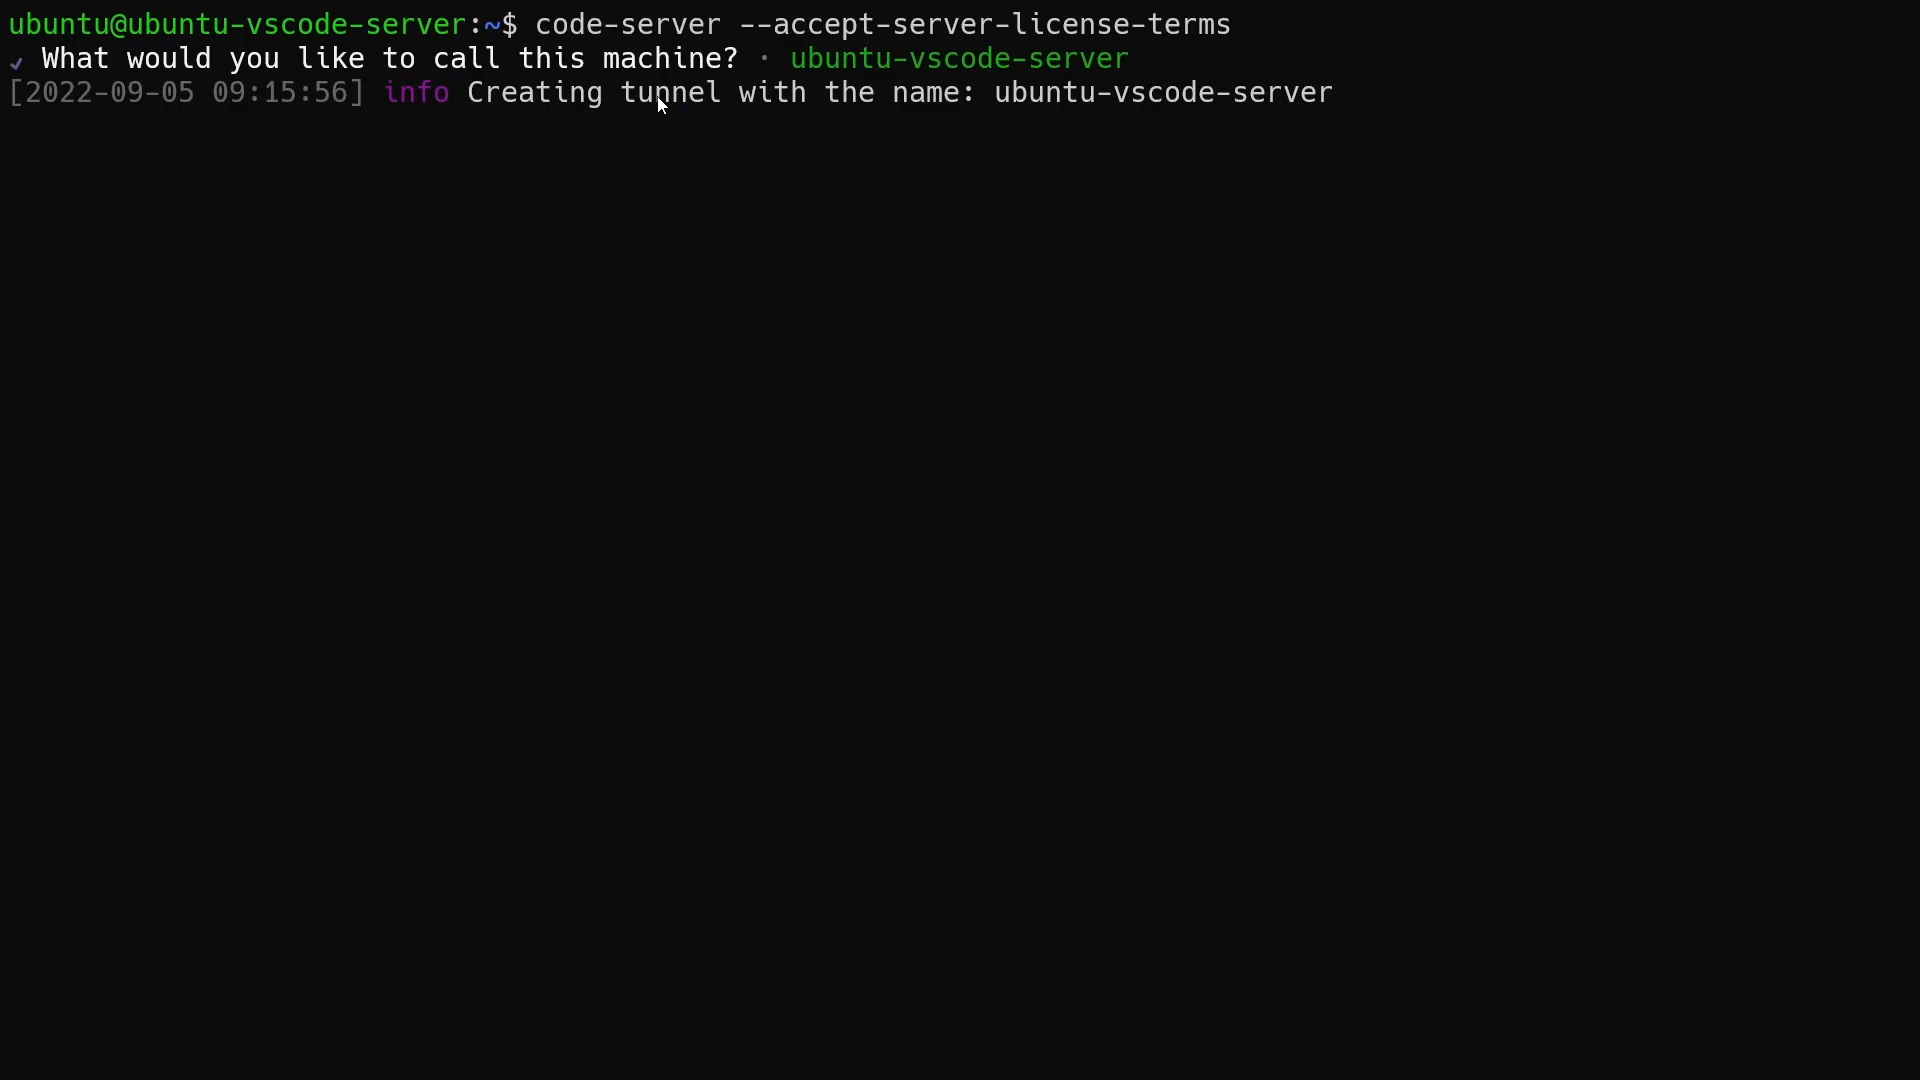 ubuntu@ubuntu-vscode-server:~$ code-server --accept-server-license-terms
✔ What would you like to call this machine? · ubuntu-vscode-server
[2022-09-05 09:15:56] info Creating tunnel with the name: ubuntu-vscode-server